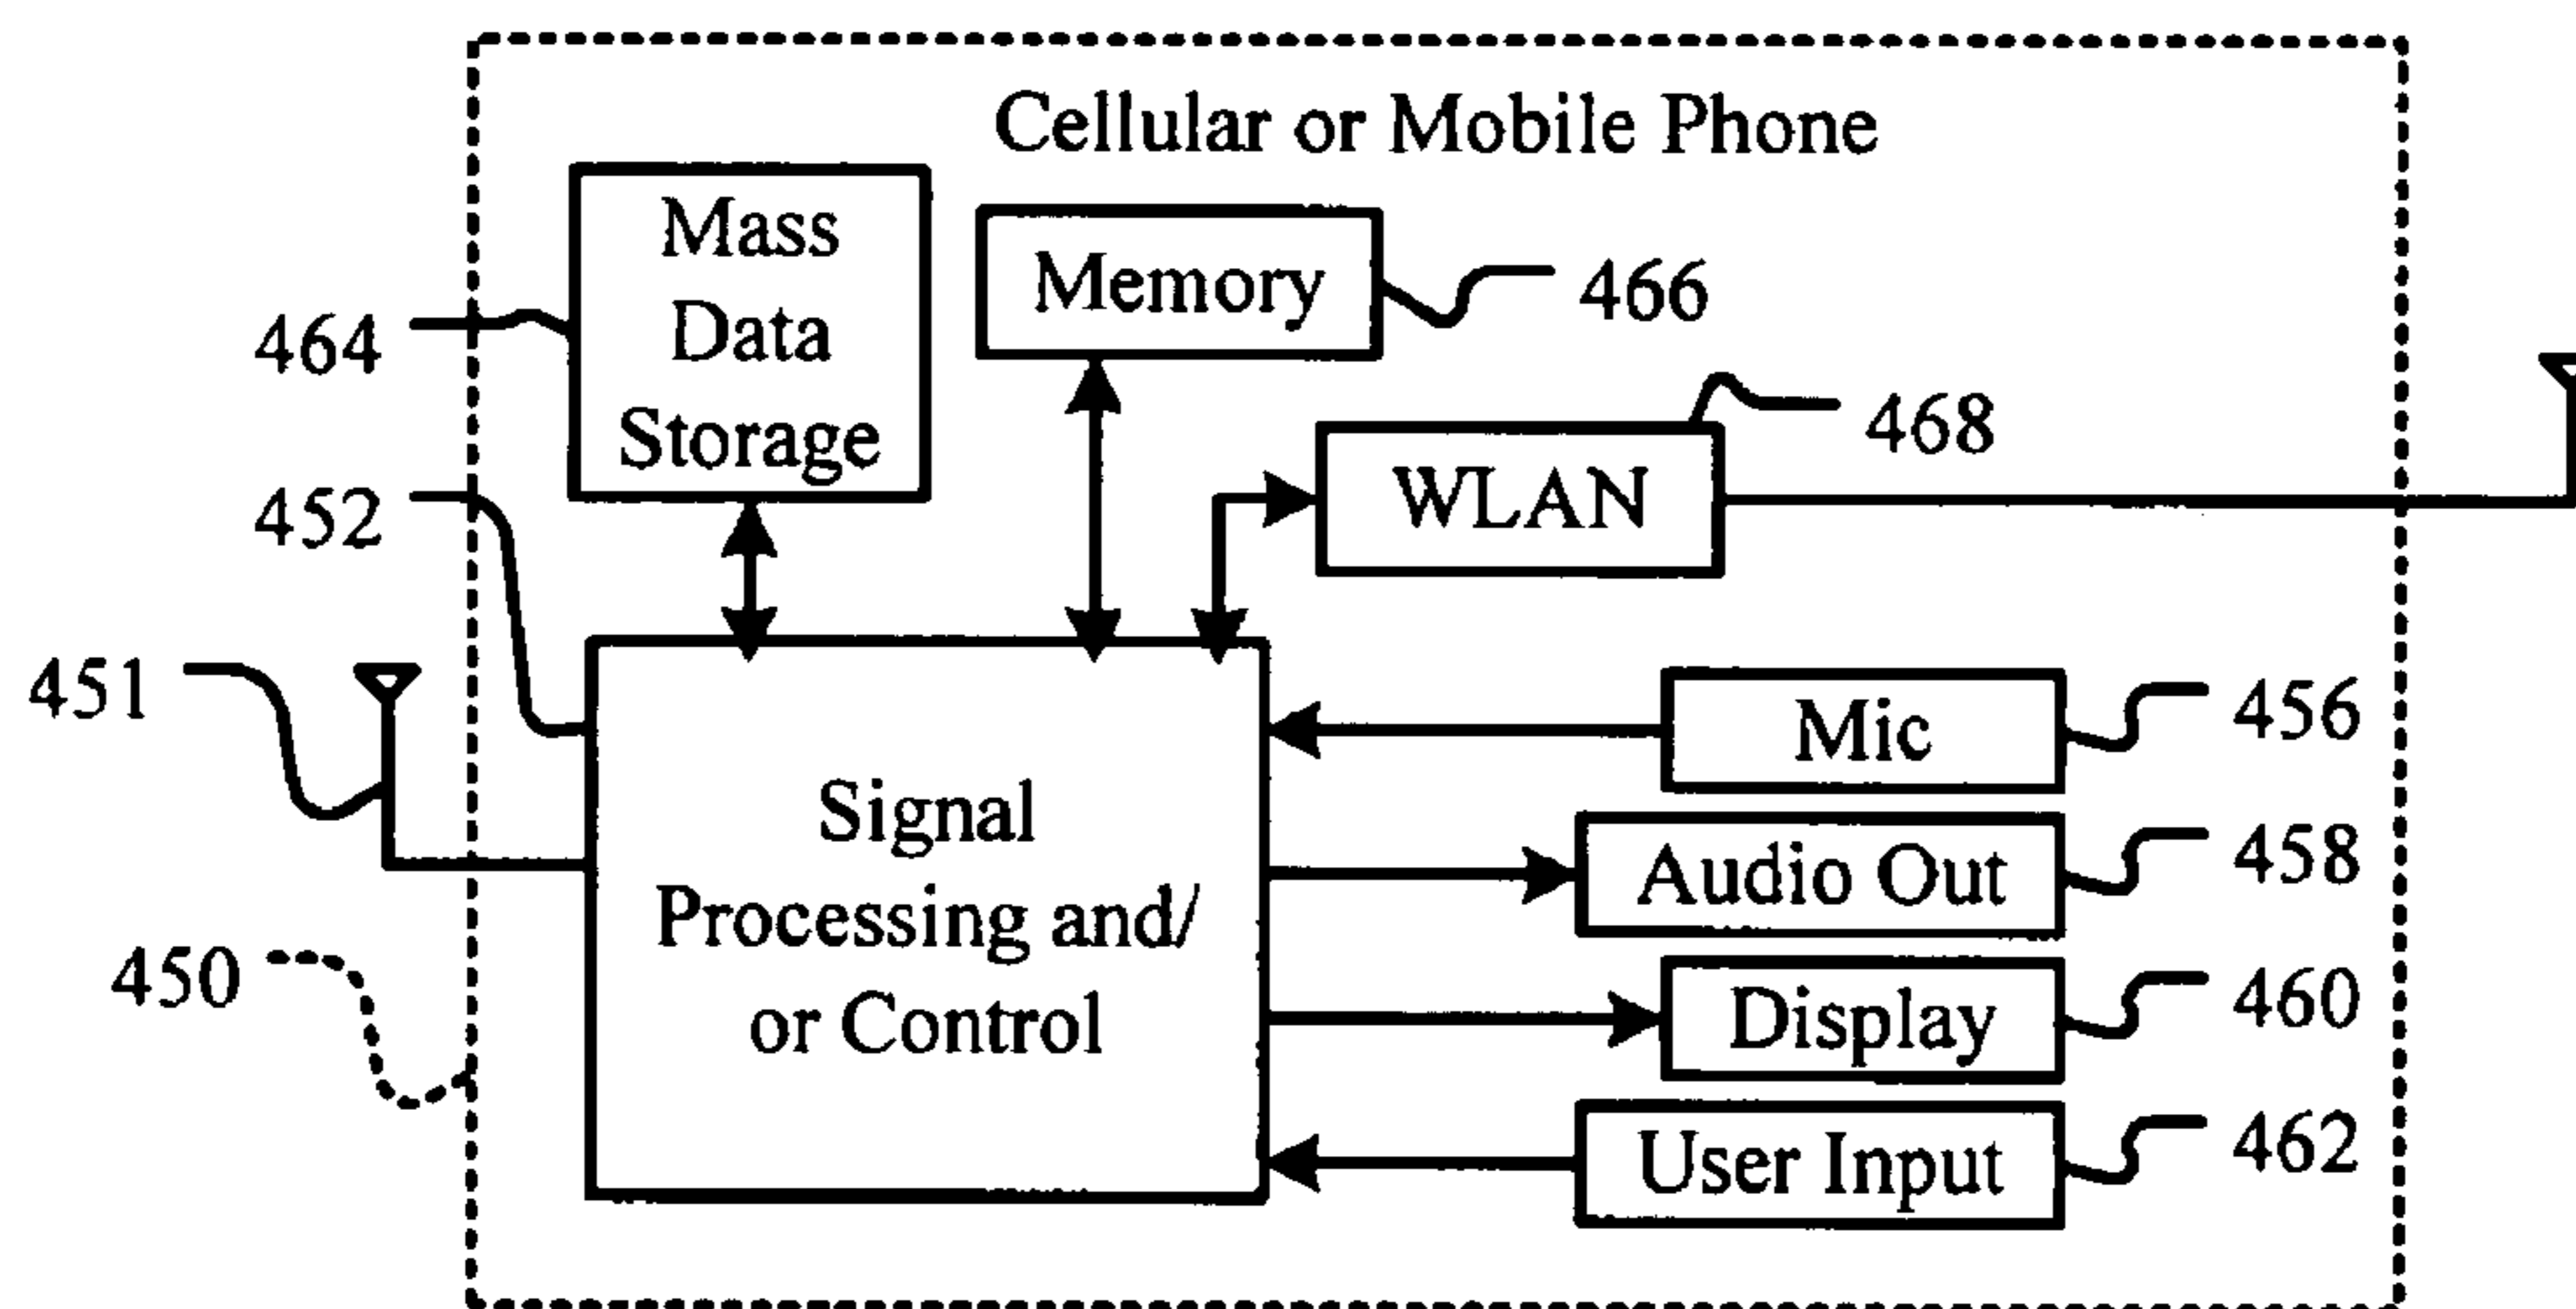 Cellular or Mobile Phone
Mass
Data
Storage
Memory
466
464
468
WLAN
452
451
Mic
456
Signal
Processing and/
or Control
Audio Out
458
450
Display
460
User Input
462